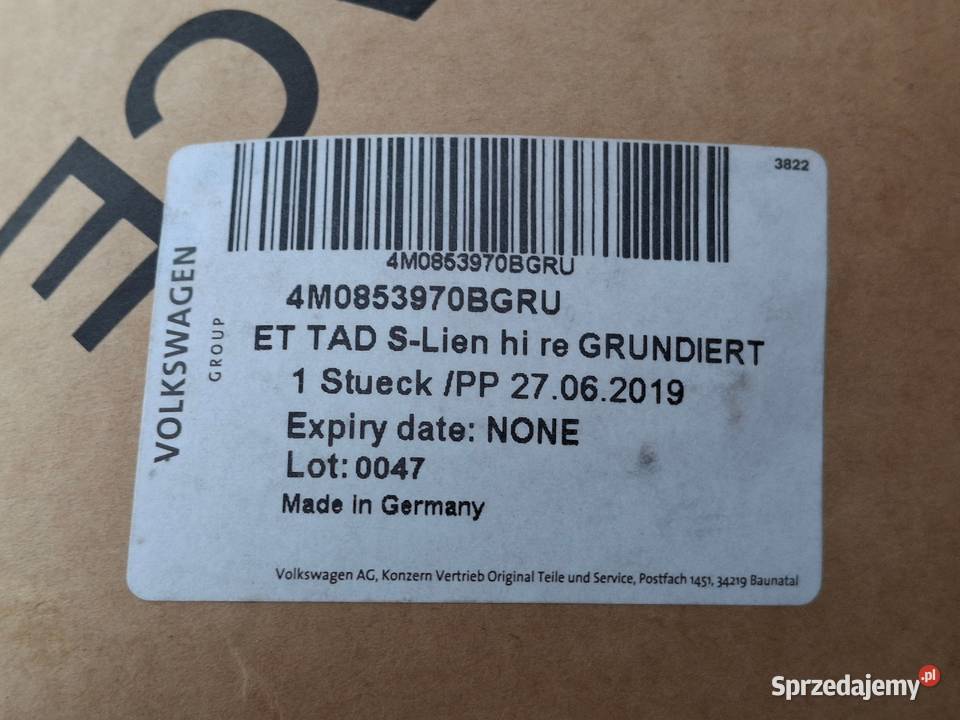 CE
3822
VOLKSWAGEN
GROUP
4M0853970BGRU
4M0853970BGRU
ET TAD S-Lien hi re GRUNDIERT
1 Stueck /PP 27.06.2019
Expiry date: NONE
Lot: 0047
Made in Germany
Volkswagen AG, Konzern Vertrieb Original Teile und Service, Postfach 1451, 34219 Baunatal
Sprzedajemy.pl